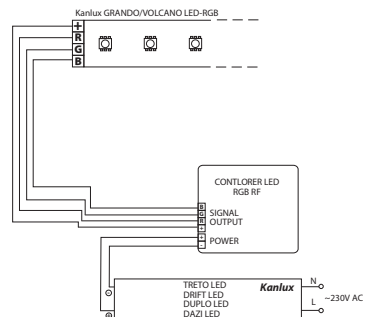 Kanlux GRANDO/VOLCANO LED-RGB
+
R
G
B
CONTLORER LED
RGB RF
B
G SIGNAL
R OUTPUT
+
+ POWER
-
TRETO LED
DRIFT LED
DUPLO LED
DAZI LED
Kanlux
N
~230V AC
L
-
+